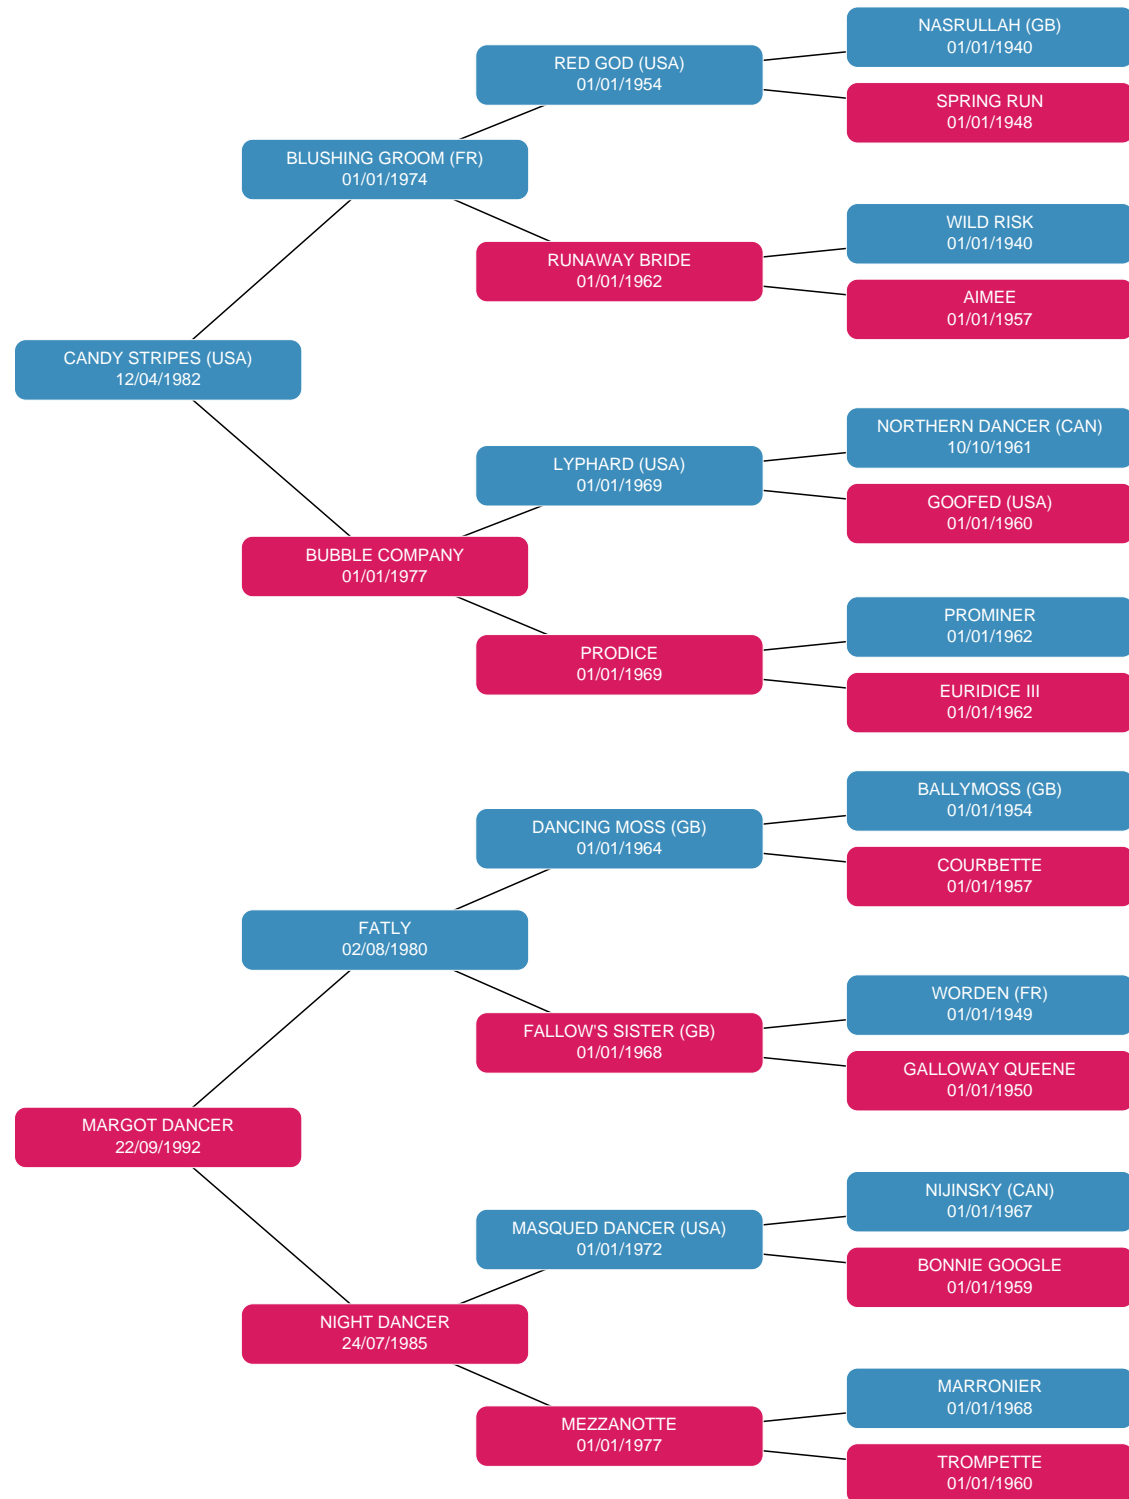 NASRULLAH (GB)
01/01/1940
RED GOD (USA)
01/01/1954
SPRING RUN
01/01/1948
BLUSHING GROOM (FR)
01/01/1974
WILD RISK
01/01/1940
RUNAWAY BRIDE
01/01/1962
AIMEE
01/01/1957
CANDY STRIPES (USA)
12/04/1982
NORTHERN DANCER (CAN)
10/10/1961
LYPHARD (USA)
01/01/1969
GOOFED (USA)
01/01/1960
BUBBLE COMPANY
01/01/1977
PROMINER
01/01/1962
PRODICE
01/01/1969
EURIDICE III
01/01/1962
BALLYMOSS (GB)
01/01/1954
DANCING MOSS (GB)
01/01/1964
COURBETTE
01/01/1957
FATLY
02/08/1980
WORDEN (FR)
01/01/1949
FALLOW'S SISTER (GB)
01/01/1968
GALLOWAY QUEENE
01/01/1950
MARGOT DANCER
22/09/1992
NIJINSKY (CAN)
01/01/1967
MASQUED DANCER (USA)
01/01/1972
BONNIE GOOGLE
01/01/1959
NIGHT DANCER
24/07/1985
MARRONIER
01/01/1968
MEZZANOTTE
01/01/1977
TROMPETTE
01/01/1960